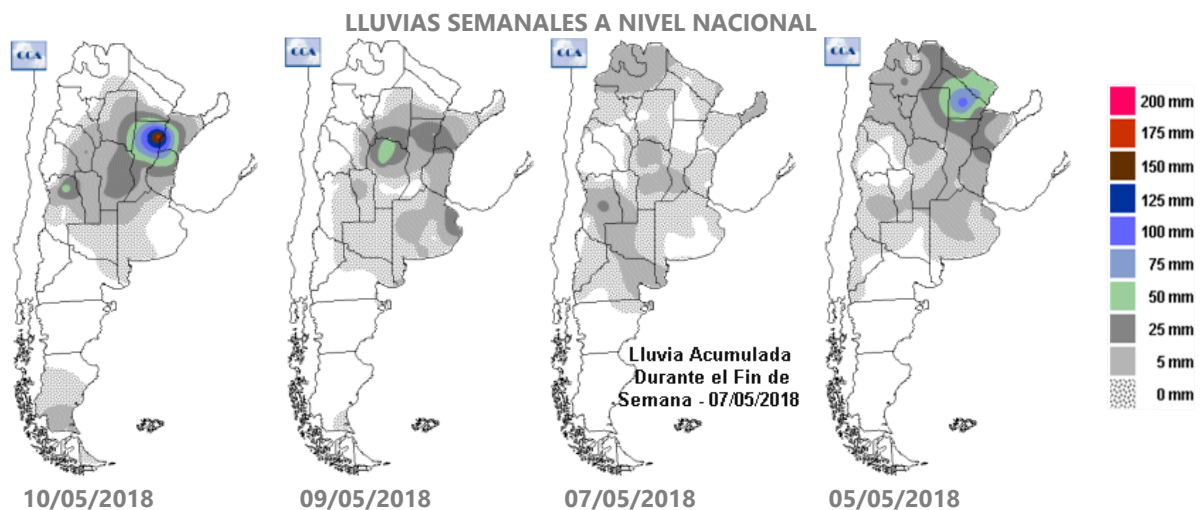 LLUVIAS SEMANALES A NIVEL NACIONAL
CCA
CCA
CCA
CCA
200 mm
175 mm
150 mm
125 mm
100 mm
75 mm
50 mm
25 mm
5 mm
0 mm
Lluvia Acumulada
Durante el Fin de
Semana - 07/05/2018
10/05/2018
09/05/2018
07/05/2018
05/05/2018